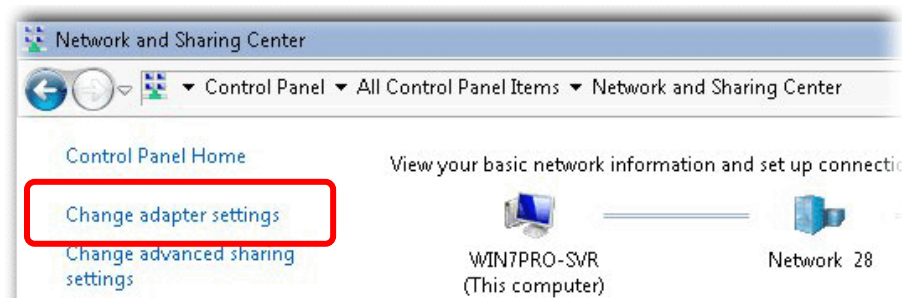 Network and Sharing Center
Control Panel All Control Panel Items Network and Sharing Center
Control Panel Home
View your basic network information and set up connectic
Change adapter settings
Change advanced sharing
settings
WIN7PRO-SVR
(This computer)
Network 28